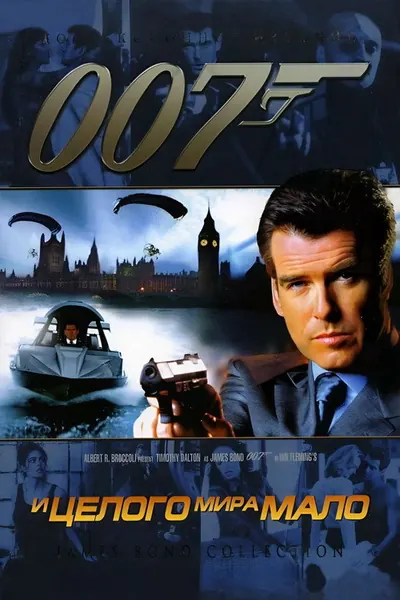 007
ALBERT R. BROCCOLI PRESENT TIMOTHY DALTON AS JAMES BOND 007 IN IAN FLEMING'S
И ЦЕЛОГО МИРА МАЛО
JAMES BOND COLLECTION